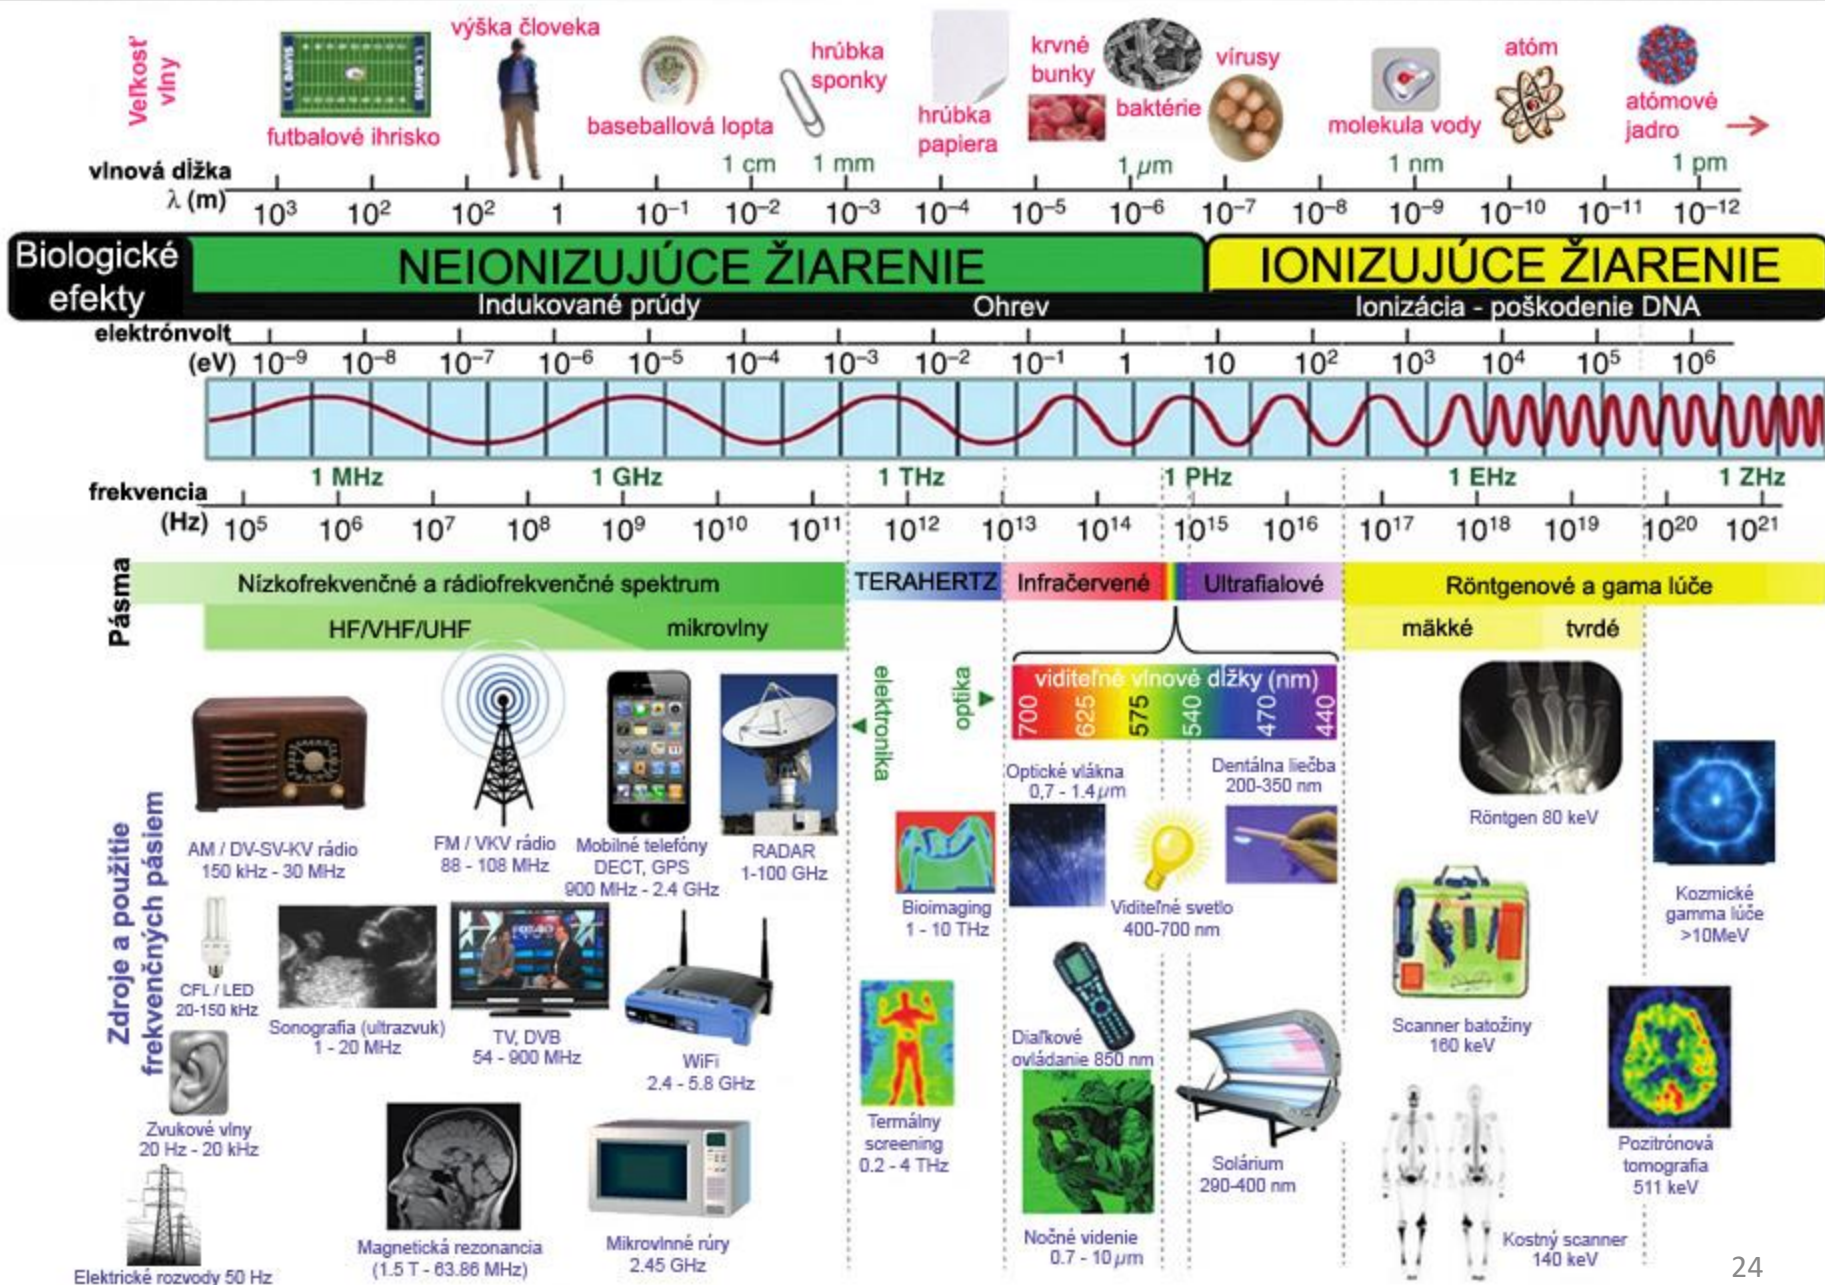 Veľkosť
vlny
futbalové ihrisko
výška človeka
baseballová lopta
hrúbka
sponky
hrúbka
papiera
krvné
bunky
baktérie
vírusy
molekula vody
atóm
atómové
jadro
vlnová dĺžka
λ (m)
1 cm 1 mm 1 µm 1 nm 1 pm
10³ 10² 10² 1 10⁻¹ 10⁻² 10⁻³ 10⁻⁴ 10⁻⁵ 10⁻⁶ 10⁻⁷ 10⁻⁸ 10⁻⁹ 10⁻¹⁰ 10⁻¹¹ 10⁻¹²
Biologické
efekty
NEIONIZUJÚCE ŽIARENIE
IONIZUJÚCE ŽIARENIE
Indukované prúdy
Ohrev
Ionizácia - poškodenie DNA
elektrónvolt
(eV) 10⁻⁹ 10⁻⁸ 10⁻⁷ 10⁻⁶ 10⁻⁵ 10⁻⁴ 10⁻³ 10⁻² 10⁻¹ 1 10 10² 10³ 10⁴ 10⁵ 10⁶
1 MHz 1 GHz 1 THz 1 PHz 1 EHz 1 ZHz
frekvencia
(Hz) 10⁵ 10⁶ 10⁷ 10⁸ 10⁹ 10¹⁰ 10¹¹ 10¹² 10¹³ 10¹⁴ 10¹⁵ 10¹⁶ 10¹⁷ 10¹⁸ 10¹⁹ 10²⁰ 10²¹
Pásma
Nízkofrekvenčné a rádiofrekvenčné spektrum
TERAHERTZ
Infračervené
Ultrafialové
Röntgenové a gama lúče
HF/VHF/UHF
mikrovlny
mäkké
tvrdé
elektronika
optika
viditeľné vlnové dĺžky (nm)
700 625 575 540 470 440
Zdroje a použitie
frekvenčných pásiem
AM / DV-SV-KV rádio
150 kHz - 30 MHz
FM / VKV rádio
88 - 108 MHz
Mobilné telefóny
DECT, GPS
900 MHz - 2.4 GHz
RADAR
1-100 GHz
Bioimaging
1 - 10 THz
Optické vlákna
0,7 - 1.4 µm
Viditeľné svetlo
400-700 nm
Dentálna liečba
200-350 nm
Röntgen 80 keV
Kozmické
gamma lúče
>10MeV
CFL / LED
20-150 kHz
Sonografia (ultrazvuk)
1 - 20 MHz
TV, DVB
54 - 900 MHz
WiFi
2.4 - 5.8 GHz
Termálny
screening
0.2 - 4 THz
Diaľkové
ovládanie 850 nm
Solárium
290-400 nm
Scanner batožiny
160 keV
Pozitrónová
tomografia
511 keV
Zvukové vlny
20 Hz - 20 kHz
Elektrické rozvody 50 Hz
Magnetická rezonancia
(1.5 T - 63.86 MHz)
Mikrovlnné rúry
2.45 GHz
Nočné videnie
0.7 - 10 µm
Kostný scanner
140 keV
24